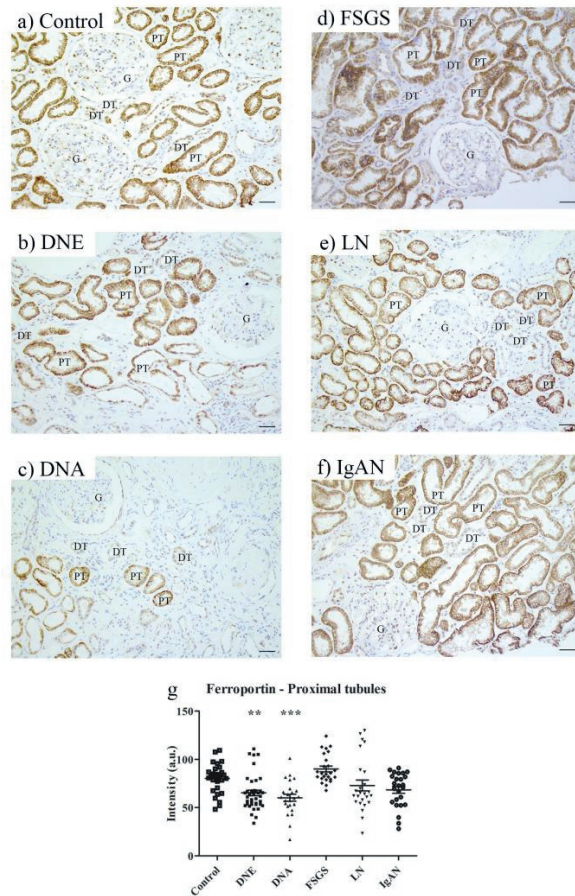 a) Control
PT
PT
G
DT
DT
DT
PT
G
b) DNE
DT
DT
PT
G
DT
PT
PT
c) DNA
G
DT
DT
DT
PT
PT
PT
d) FSGS
DT
PT
DT
PT
DT
PT
G
e) LN
PT
PT
G
DT
DT
DT
PT
f) IgAN
PT
PT
DT
PT
DT
DT
G
g Ferroportin - Proximal tubules
** ***
Intensity (a.u.)
150
100
50
0
Control DNE DNA FSGS LN IgAN